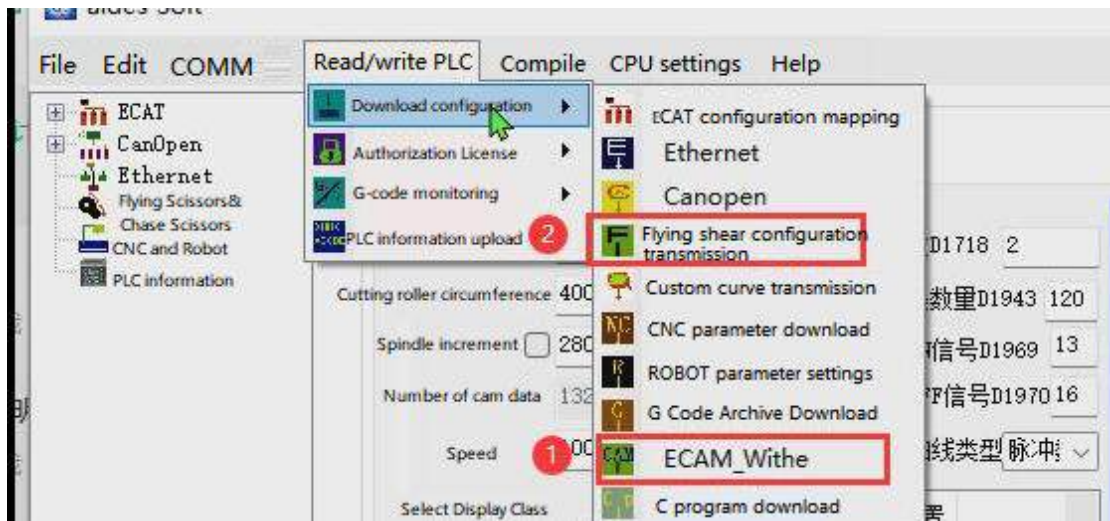 File Edit COMM Read/write PLC Compile CPU settings Help
ECAT
CanOpen
Ethernet
Flying Scissors&
Chase Scissors
CNC and Robot
PLC information
Download configuration
Authorization License
G-code monitoring
PLC information upload
2
ECAT configuration mapping
Ethernet
Canopen
Flying shear configuration
transmission
Custom curve transmission
CNC parameter download
ROBOT parameter settings
G Code Archive Download
1
ECAM_Withe
C program download
Cutting roller circumference 400
Spindle increment 280
Number of cam data 132
Speed
Select Display Class
D1718 2
数量D1943 120
信号D1969 13
信号D1970 16
线类型 脉冲